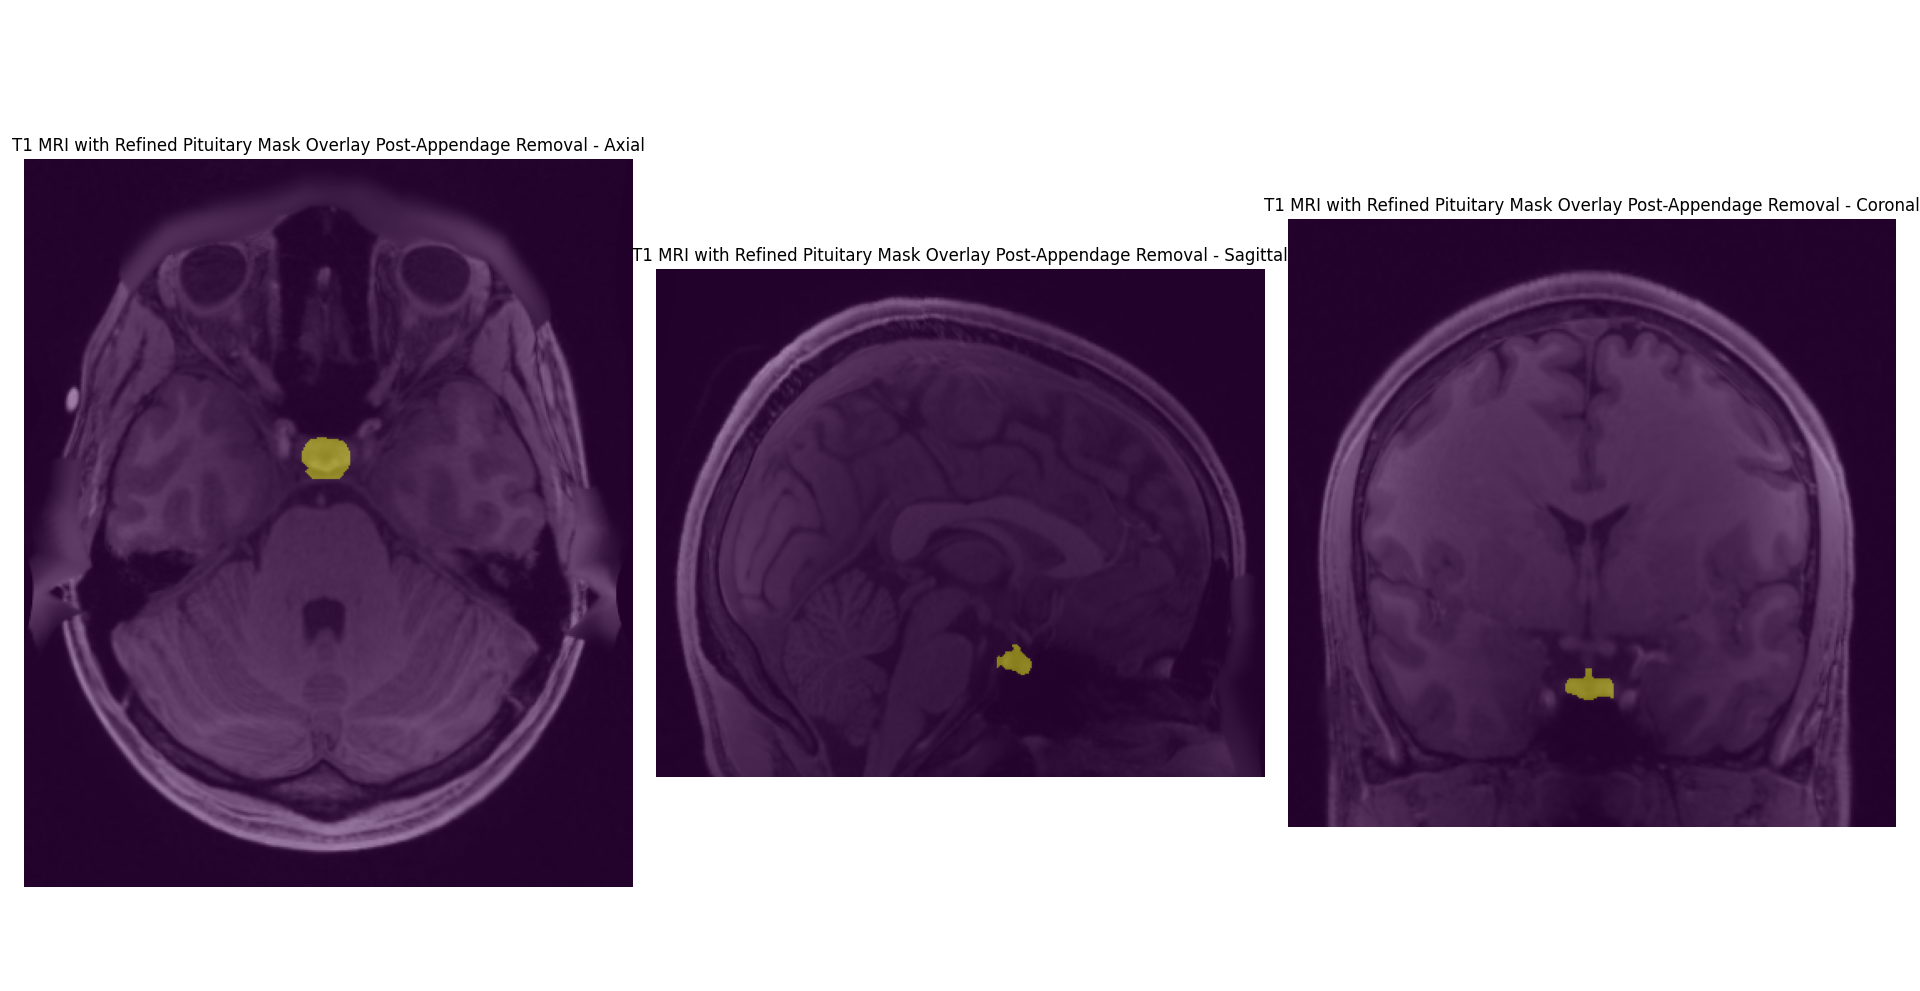 T1 MRI with Refined Pituitary Mask Overlay Post-Appendage Removal - Axial
T1 MRI with Refined Pituitary Mask Overlay Post-Appendage Removal - Sagittal
T1 MRI with Refined Pituitary Mask Overlay Post-Appendage Removal - Coronal